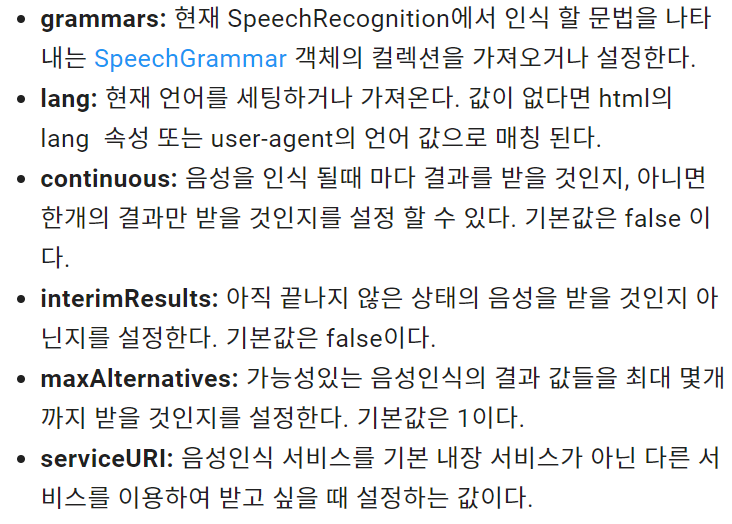 • grammars: 현재 SpeechRecognition에서 인식 할 문법을 나타
내는 SpeechGrammar 객체의 컬렉션을 가져오거나 설정한다.
• lang: 현재 언어를 세팅하거나 가져온다. 값이 없다면 html의
lang 속성 또는 user-agent의 언어 값으로 매칭 된다.
• continuous: 음성을 인식 될때 마다 결과를 받을 것인지, 아니면
한개의 결과만 받을 것인지를 설정 할 수 있다. 기본값은 false 이
다.
• interimResults: 아직 끝나지 않은 상태의 음성을 받을 것인지 아
닌지를 설정한다. 기본값은 false이다.
• maxAlternatives: 가능성있는 음성인식의 결과 값들을 최대 몇개
까지 받을 것인지를 설정한다. 기본값은 1이다.
• serviceURI: 음성인식 서비스를 기본 내장 서비스가 아닌 다른 서
비스를 이용하여 받고 싶을 때 설정하는 값이다.